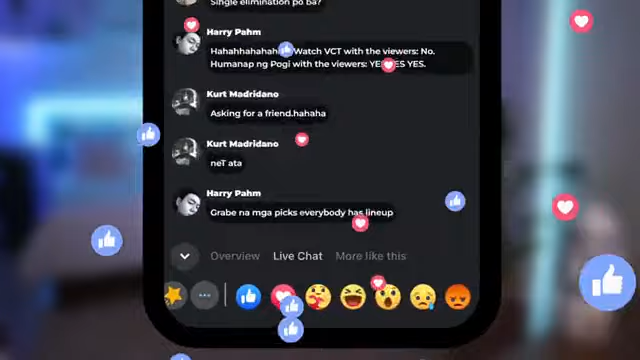 Single elimination po ba?
Harry Pahm
Watch VCT with the viewers: No.
Humanap ng Pogi with the viewers: YES YES.
Kurt Madridano
Asking for a friend.hahaha
Kurt Madridano
neT ata
Harry Pahm
Grabe na mga picks everybody has lineup
Overview Live Chat More like this